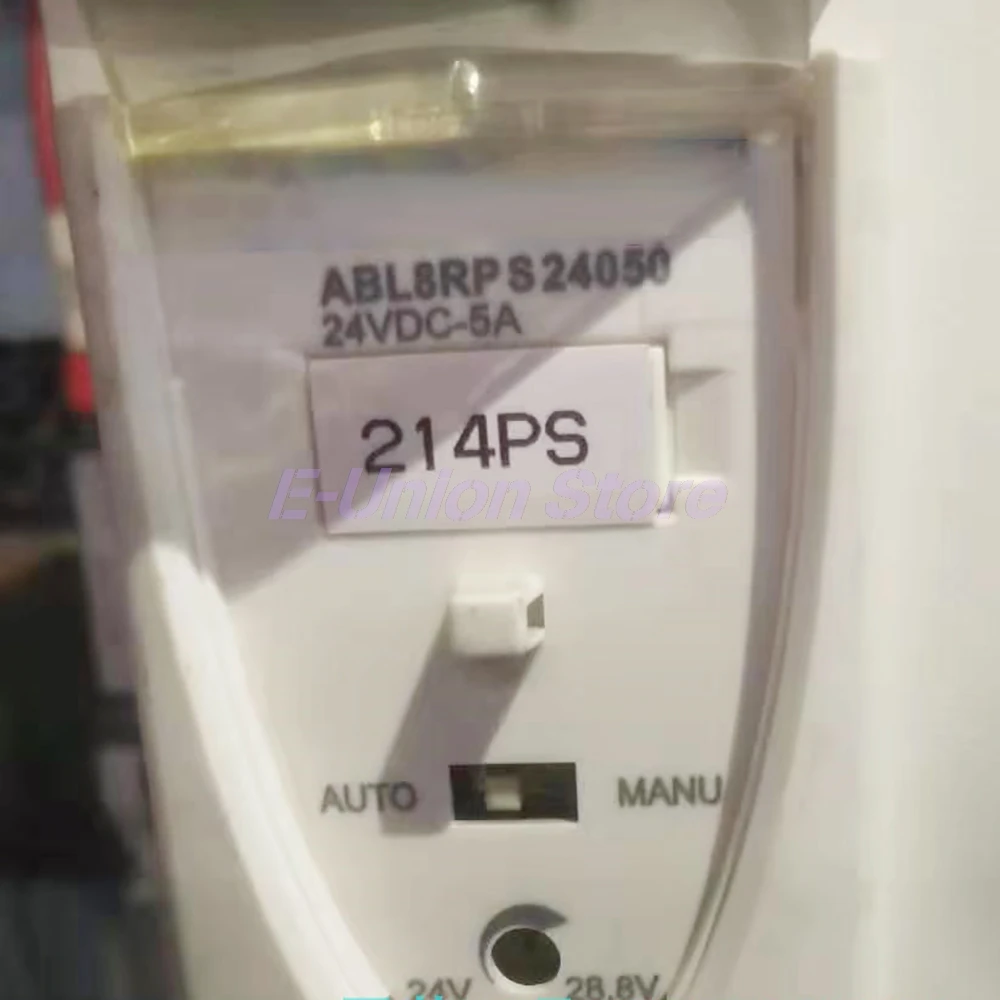 ABL8RPS24050
24VDC-5A
214PS
E-Union Store
AUTO MANU
24V 28.8V